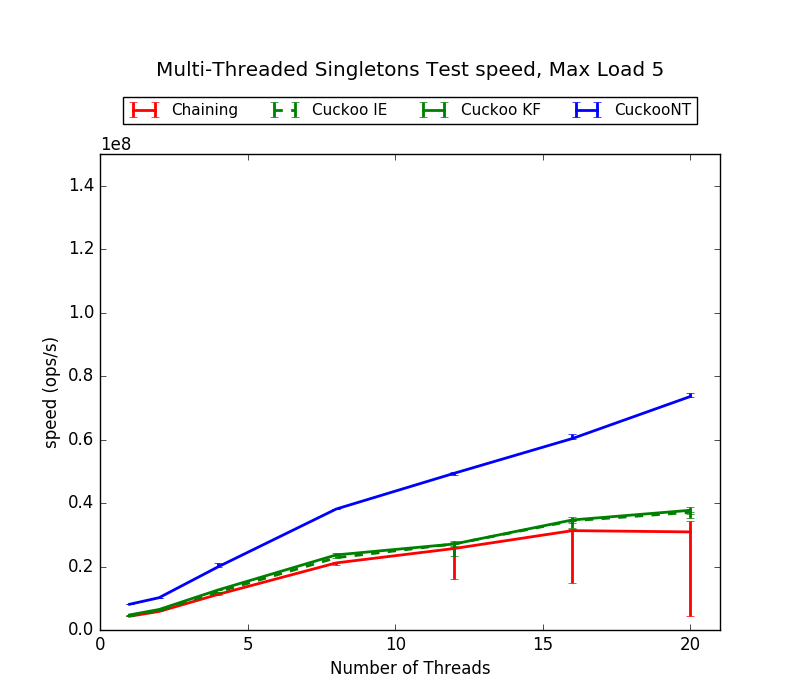 Multi-Threaded Singletons Test speed, Max Load 5
Chaining Cuckoo IE Cuckoo KF CuckooNT
1e8
1.4
1.2
1.0
0.8
0.6
0.4
0.2
0.0
speed (ops/s)
0 5 10 15 20
Number of Threads